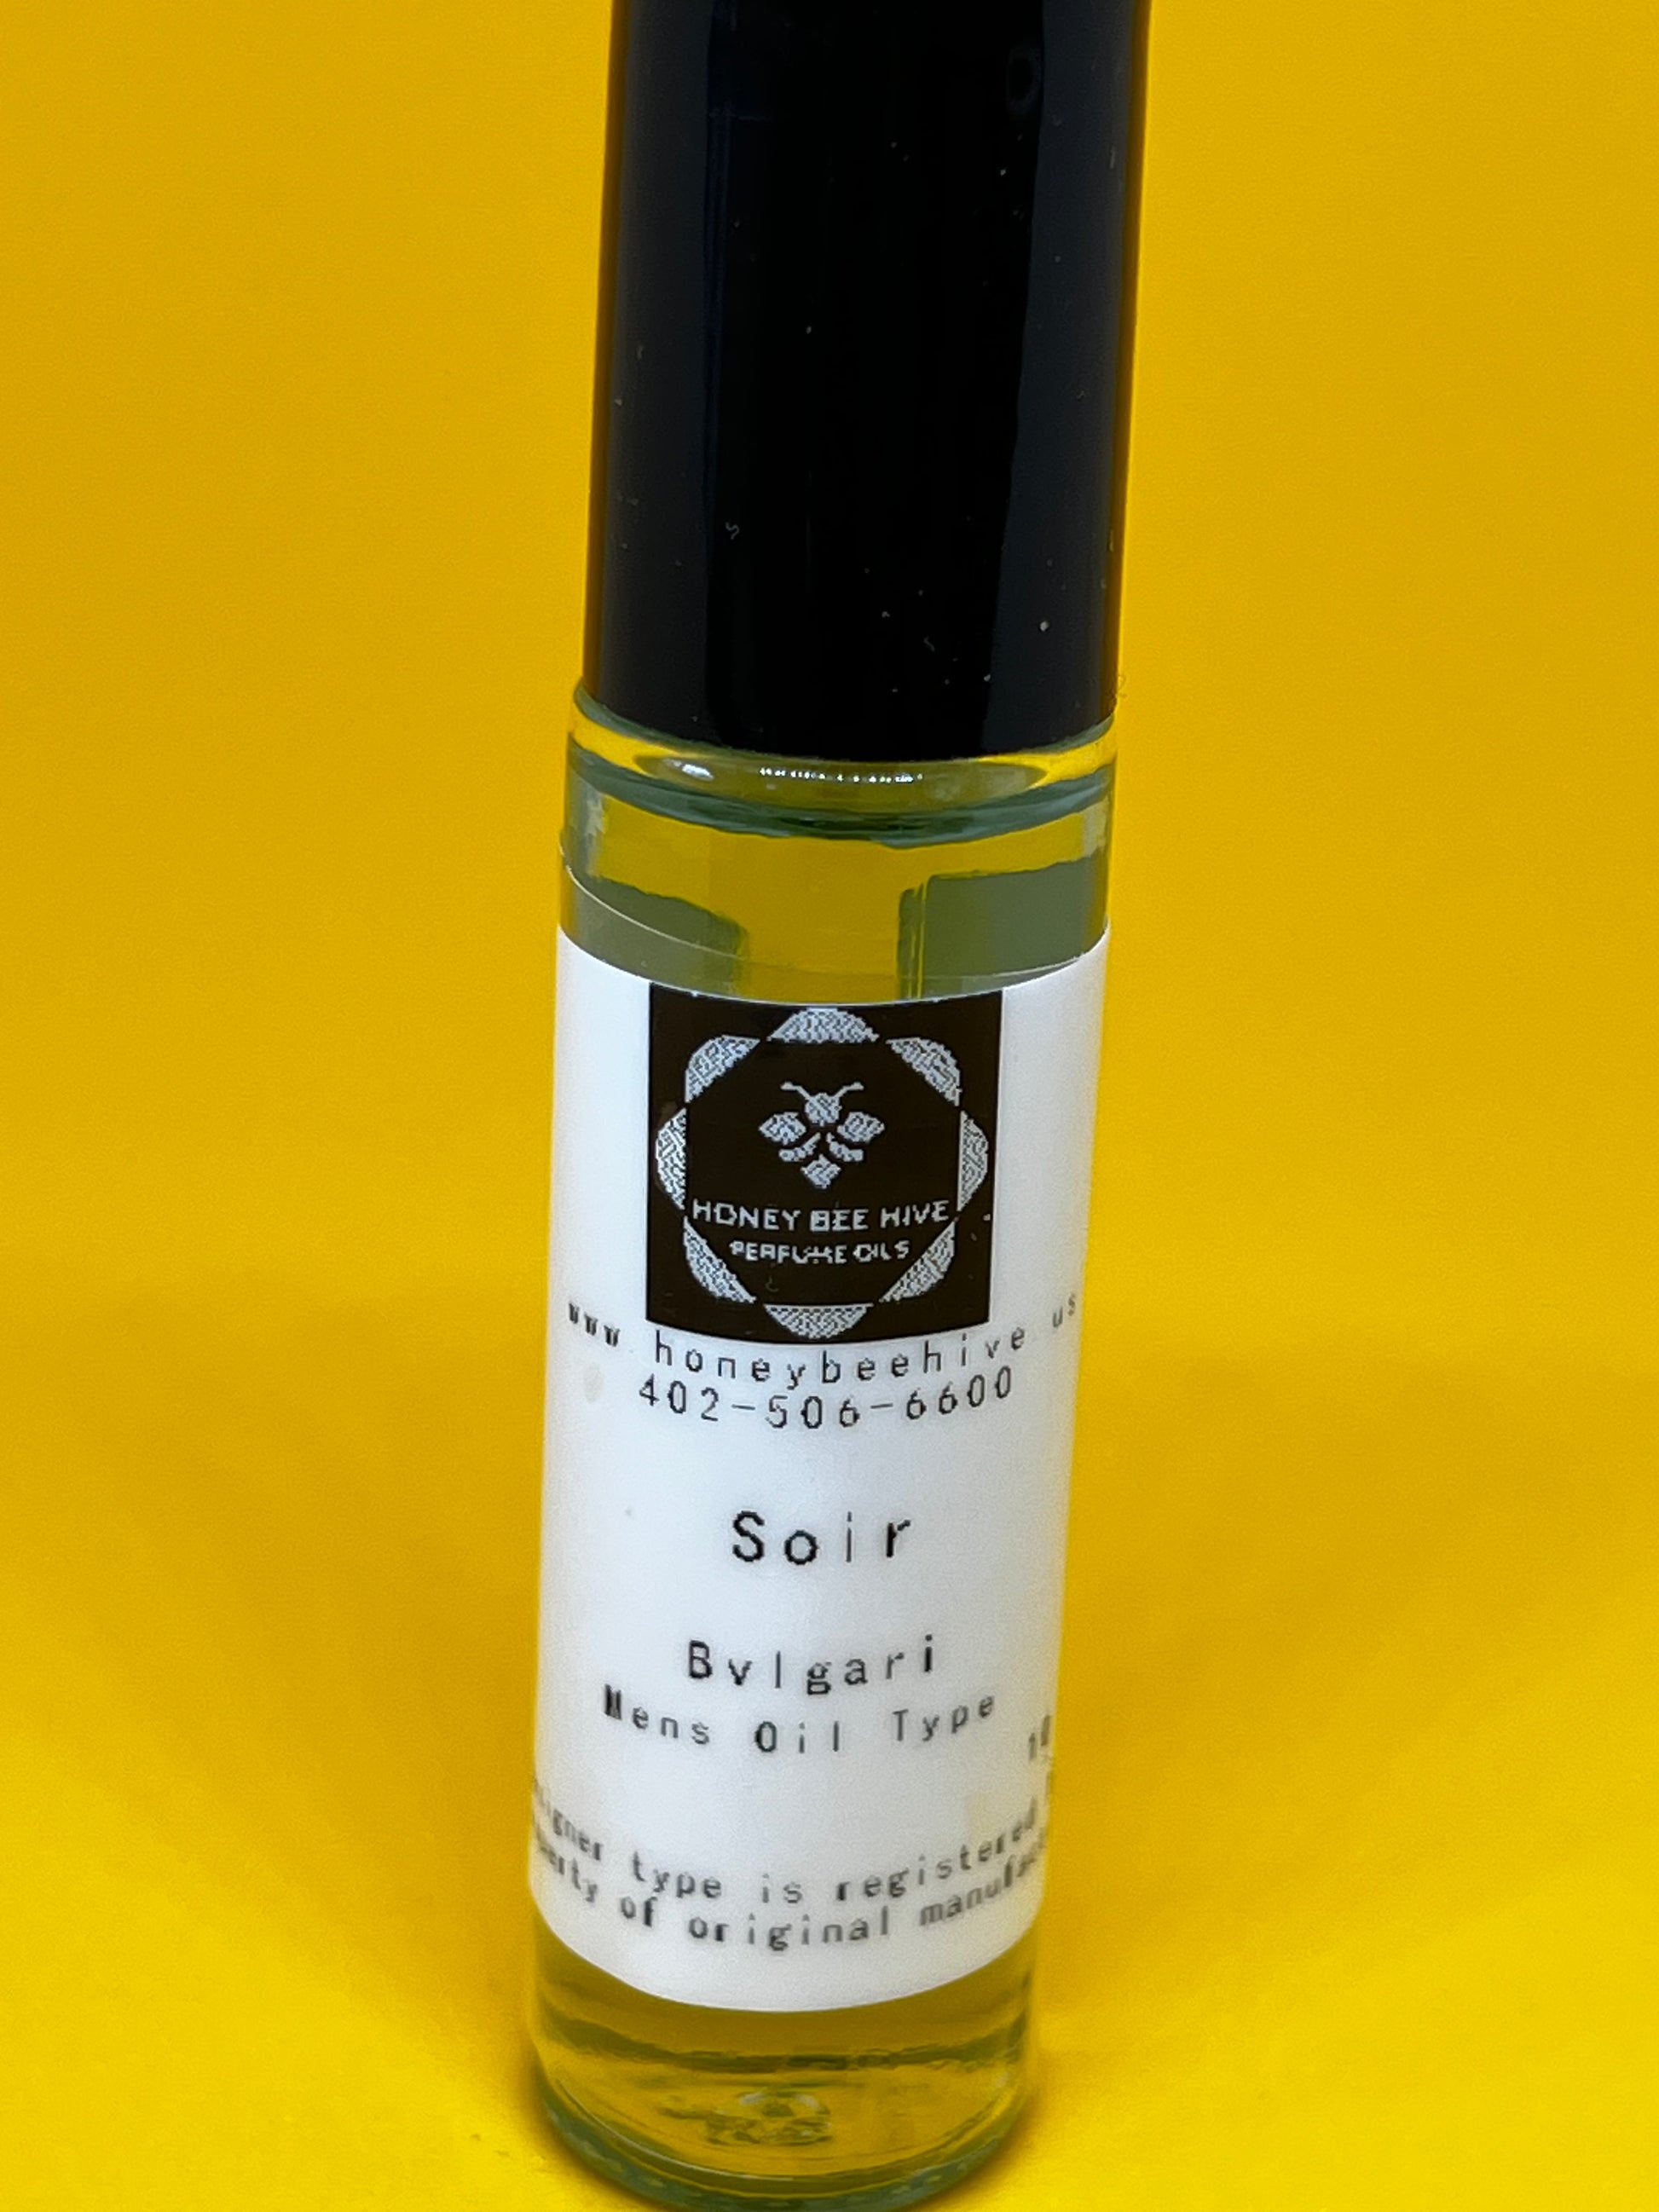 HONEY BEE HIVE
PERFUME OILS
www honeybeehive us
402-506-6600
Soir
Bvlgari
Mens Oil Type
type is registered
of original